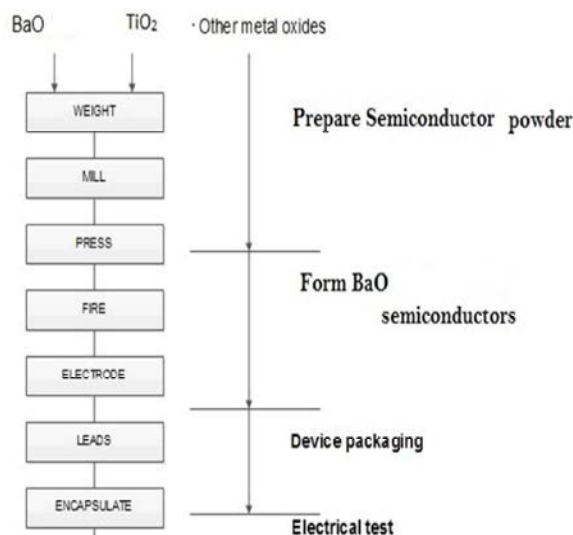 BaO
TiO₂
· Other metal oxides
WEIGHT
Prepare Semiconductor powder
MILL
PRESS
Form BaO
semiconductors
FIRE
ELECTRODE
LEADS
Device packaging
ENCAPSULATE
Electrical test